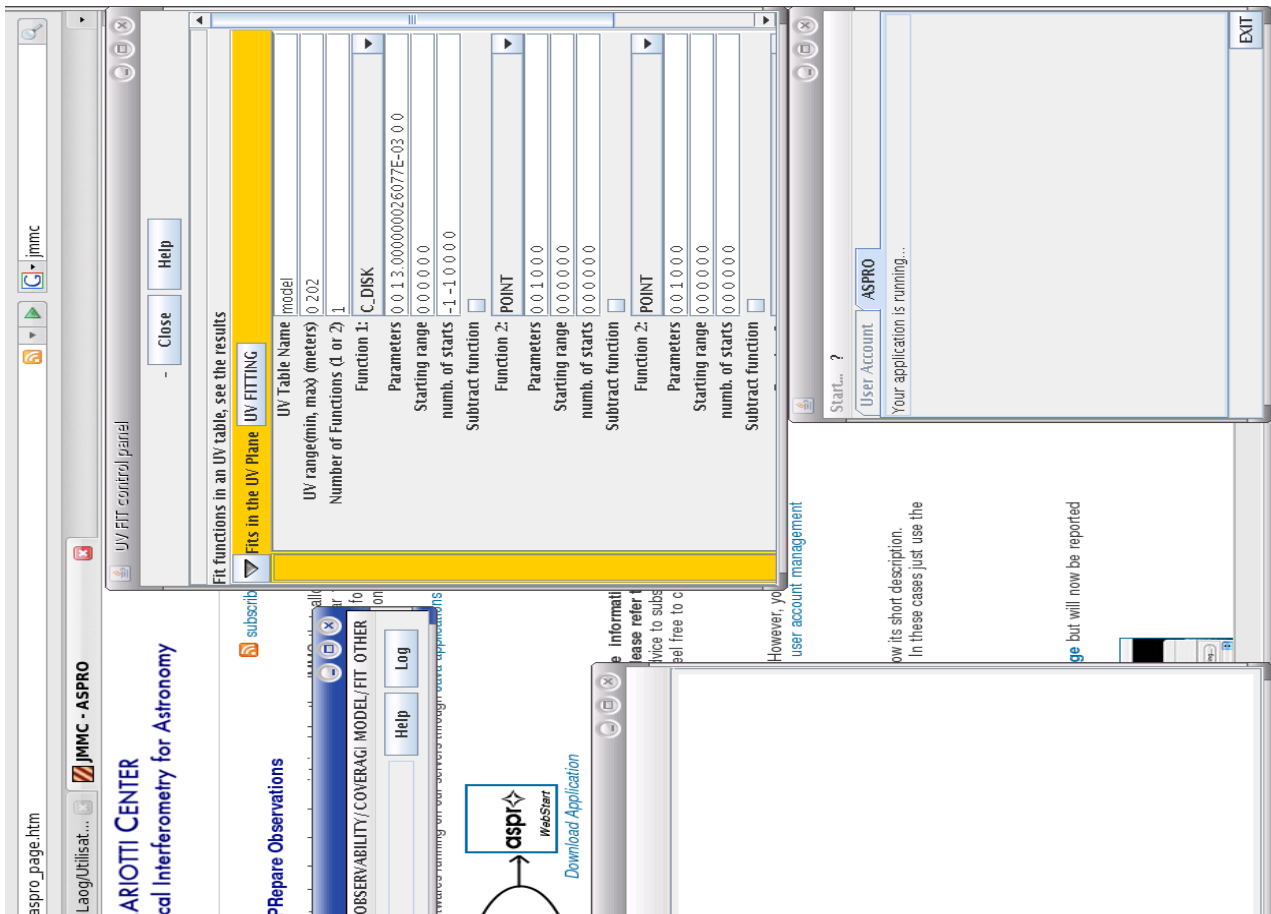 aspro_page.htm
jmmc
Laog/Utilisat...
JMMC - ASPRO
ARIOTTI CENTER
cal Interferometry for Astronomy
subscrib
PRepare Observations
OBSERVABILITY/COVERAGI MODEL/FIT OTHER
Help
Log
aspr
WebStart
Download Application
UV FIT control panel
-
Close
Help
Fit functions in an UV table, see the results
Fits in the UV Plane
UV FITTING
UV Table Name model
UV range(min, max) (meters) 0 202
Number of Functions (1 or 2) 1
Function 1: C_DISK
Parameters 0 0 1 3.00000000026077E-03 0 0
Starting range 0 0 0 0 0 0
numb. of starts -1 -1 0 0 0 0
Subtract function
Function 2: POINT
Parameters 0 0 1 0 0 0
Starting range 0 0 0 0 0 0
numb. of starts 0 0 0 0 0 0
Subtract function
Function 2: POINT
Parameters 0 0 1 0 0 0
Starting range 0 0 0 0 0 0
numb. of starts 0 0 0 0 0 0
Subtract function
e informati
lease refer t
dvice to subs
eel free to c
However, yo
user account management
ow its short description.
In these cases just use the
ge but will now be reported
Start... ?
User Account
ASPRO
Your application is running...
EXIT